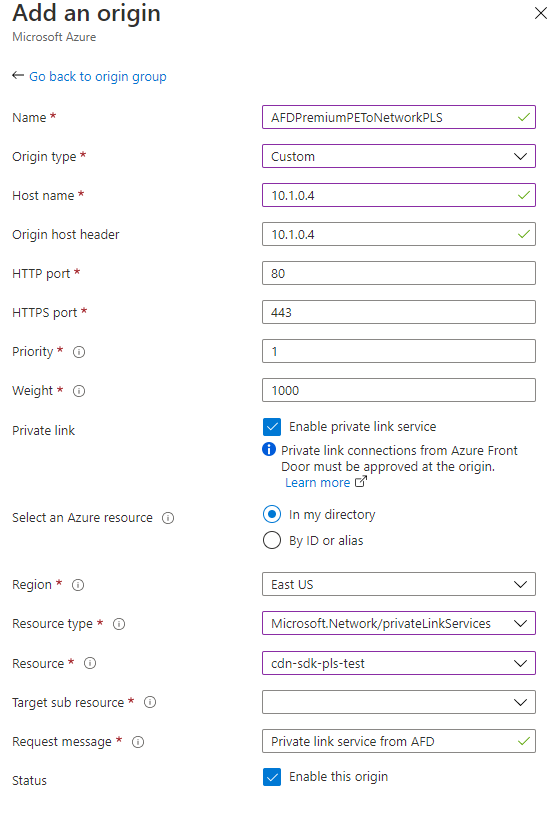 Add an origin
Microsoft Azure
Go back to origin group
Name * AFDPremiumPEToNetworkPLS
Origin type * Custom
Host name * 10.1.0.4
Origin host header 10.1.0.4
HTTP port * 80
HTTPS port * 443
Priority * 1
Weight * 1000
Private link Enable private link service
Private link connections from Azure Front
Door must be approved at the origin.
Learn more
Select an Azure resource In my directory
By ID or alias
Region * East US
Resource type * Microsoft.Network/privateLinkServices
Resource * cdn-sdk-pls-test
Target sub resource *
Request message * Private link service from AFD
Status Enable this origin